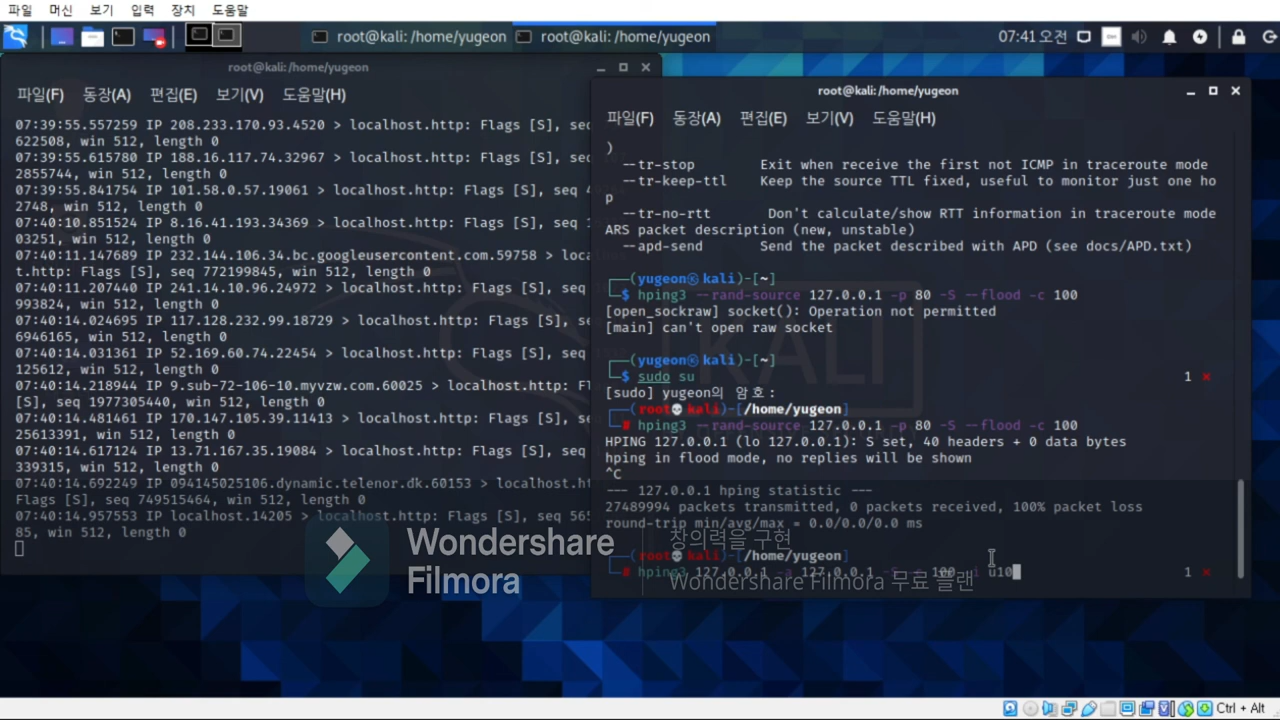 파일 머신 보기 입력 장치 도움말
root@kali: /home/yugeon root@kali: /home/yugeon 07:41 오전
root@kali: /home/yugeon
파일(F) 동장(A) 편집(E) 보기(V) 도움말(H)
07:39:55.557259 IP 208.233.170.93.4520 > localhost.http: Flags [S], seq
622508, win 512, length 0
07:39:55.615780 IP 188.16.117.74.32967 > localhost.http: Flags [S], seq
2855744, win 512, length 0
07:39:55.841754 IP 101.58.0.57.19061 > localhost.http: Flags [S], seq
2748, win 512, length 0
07:40:10.851524 IP 8.16.41.193.34369 > localhost.http: Flags [S], seq
03251, win 512, length 0
07:40:11.147689 IP 232.144.106.34.bc.googleusercontent.com.59758 > loca
t.http: Flags [S], seq 772199845, win 512, length 0
07:40:11.207440 IP 241.14.10.96.24972 > localhost.http: Flags [S], seq
993824, win 512, length 0
07:40:14.024695 IP 117.128.232.99.18729 > localhost.http: Flags [S],
6946165, win 512, length 0
07:40:14.031361 IP 52.169.60.74.22454 > localhost.http: Flags [S], seq
125612, win 512, length 0
07:40:14.218944 IP 9.sub-72-106-10.myvzw.com.60025 > localhost.http:
[S], seq 1977305440, win 512, length 0
07:40:14.481461 IP 170.147.105.39.11413 > localhost.http: Flags [S],
25613391, win 512, length 0
07:40:14.617124 IP 13.71.167.35.19084 > localhost.http: Flags [S], seq
339315, win 512, length 0
07:40:14.692249 IP 094145025106.dynamic.telenor.dk.60153 > localhost.
Flags [S], seq 749515464, win 512, length 0
07:40:14.957553 IP localhost.14205 > localhost.http: Flags [S], seq 565
85, win 512, length 0
root@kali: /home/yugeon
파일(F) 동장(A) 편집(E) 보기(V) 도움말(H)
)
--tr-stop Exit when receive the first not ICMP in traceroute mode
--tr-keep-ttl Keep the source TTL fixed, useful to monitor just one ho
p
--tr-no-rtt Don't calculate/show RTT information in traceroute mode
ARS packet description (new, unstable)
--apd-send Send the packet described with APD (see docs/APD.txt)
(yugeon㉿kali)-[~]
$ hping3 --rand-source 127.0.0.1 -p 80 -S --flood -c 100
[open_sockraw] socket(): Operation not permitted
[main] can't open raw socket
(yugeon㉿kali)-[~]
$ sudo su 1 ⨯
[sudo] yugeon의 암호:
(root💀kali)-[/home/yugeon]
# hping3 --rand-source 127.0.0.1 -p 80 -S --flood -c 100
HPING 127.0.0.1 (lo 127.0.0.1): S set, 40 headers + 0 data bytes
hping in flood mode, no replies will be shown
^C
--- 127.0.0.1 hping statistic ---
27489994 packets transmitted, 0 packets received, 100% packet loss
round-trip min/avg/max = 0.0/0.0/0.0 ms
(root💀kali)-[/home/yugeon]
# hping3 127.0.0.1 127.0.0.1 100 u10 1 ⨯
KALI
Wondershare
Filmora
창의력을 구현
Wondershare Filmora 무료 플랜
Ctrl + Alt